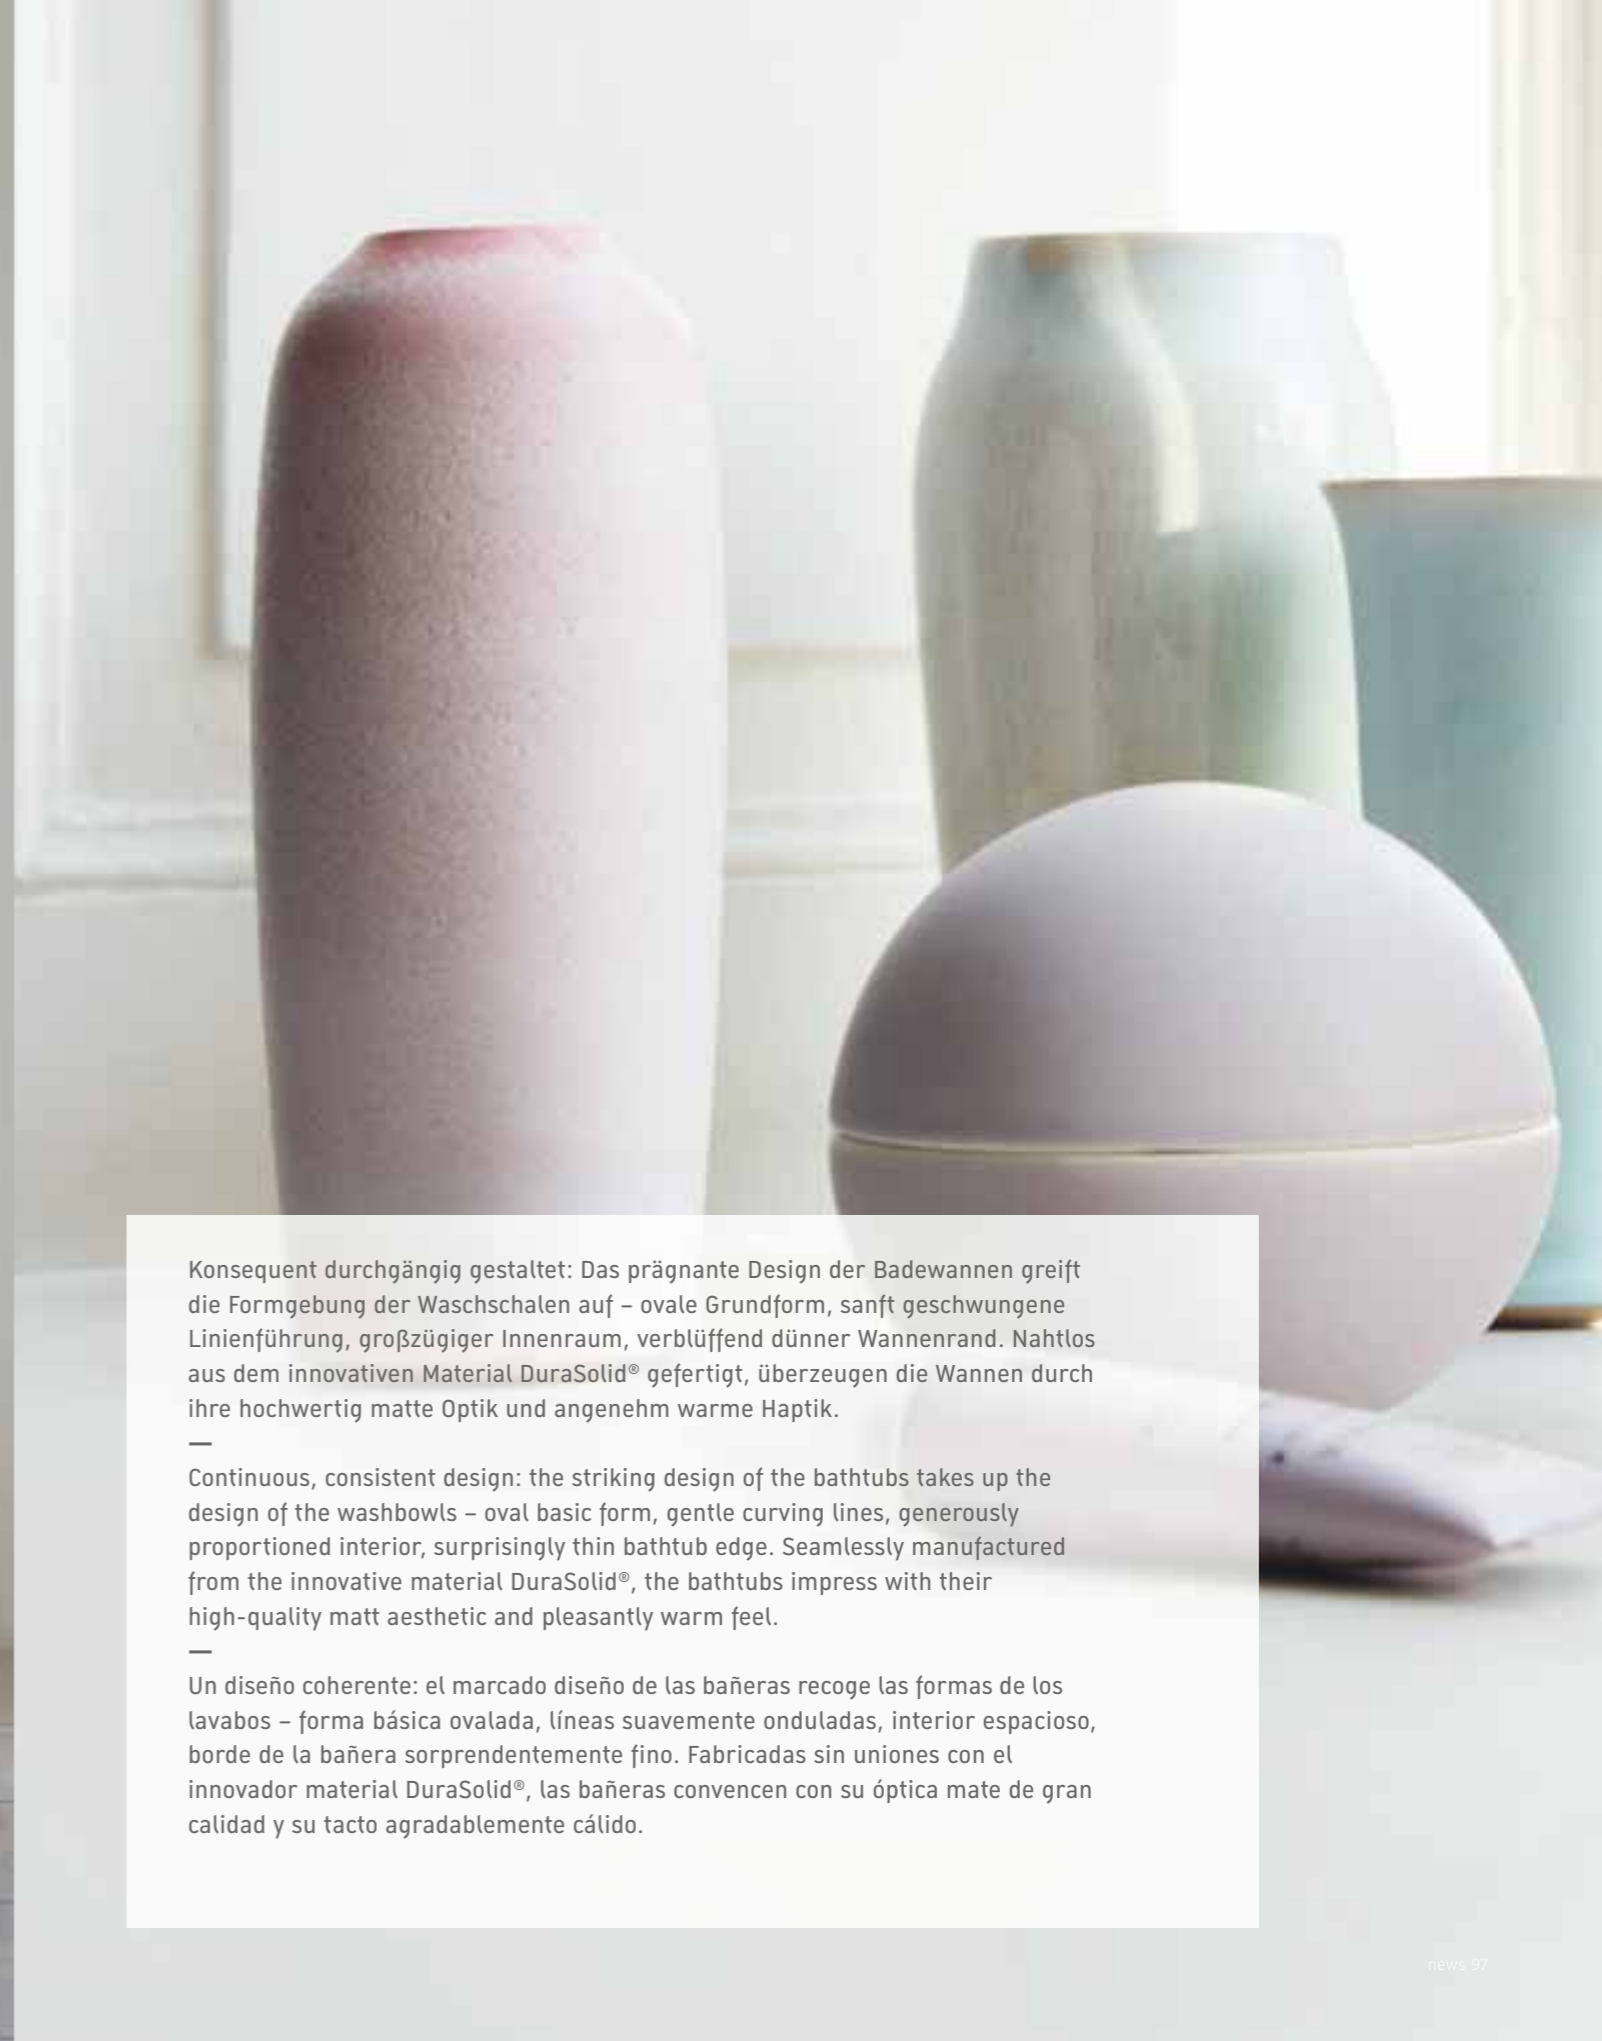 Konsequent durchgängig gestaltet: Das prägnante Design der Badewannen greift
die Formgebung der Waschschalen auf – ovale Grundform, sanft geschwungene
Linienführung, großzügiger Innenraum, verblüffend dünner Wannenrand. Nahtlos
aus dem innovativen Material DuraSolid® gefertigt, überzeugen die Wannen durch
ihre hochwertig matte Optik und angenehm warme Haptik.
—
Continuous, consistent design: the striking design of the bathtubs takes up the
design of the washbowls – oval basic form, gentle curving lines, generously
proportioned interior, surprisingly thin bathtub edge. Seamlessly manufactured
from the innovative material DuraSolid®, the bathtubs impress with their
high-quality matt aesthetic and pleasantly warm feel.
—
Un diseño coherente: el marcado diseño de las bañeras recoge las formas de los
lavabos – forma básica ovalada, líneas suavemente onduladas, interior espacioso,
borde de la bañera sorprendentemente fino. Fabricadas sin uniones con el
innovador material DuraSolid®, las bañeras convencen con su óptica mate de gran
calidad y su tacto agradablemente cálido.
news 97